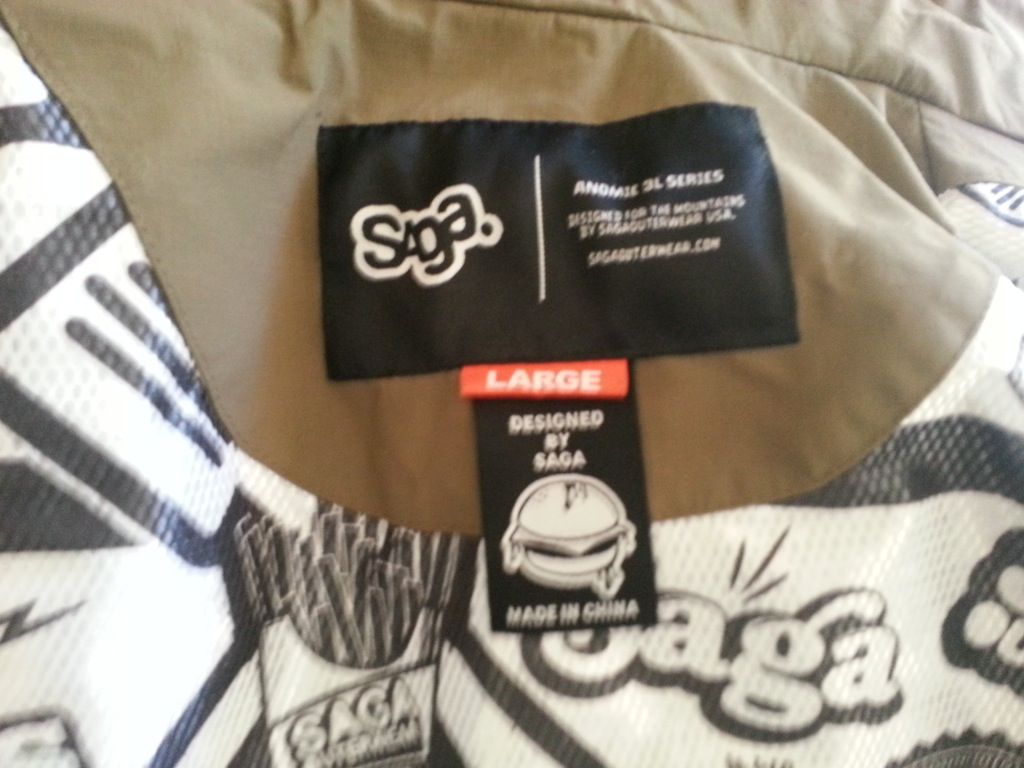 Saga.
ANOMIE 3L SERIES
DESIGNED FOR THE MOUNTAINS
BY SAGAOUTERWEAR USA.
SAGAOUTERWEAR.COM
LARGE
DESIGNED
BY
SAGA
MADE IN CHINA
Saga
SAGA
OUTERWEAR